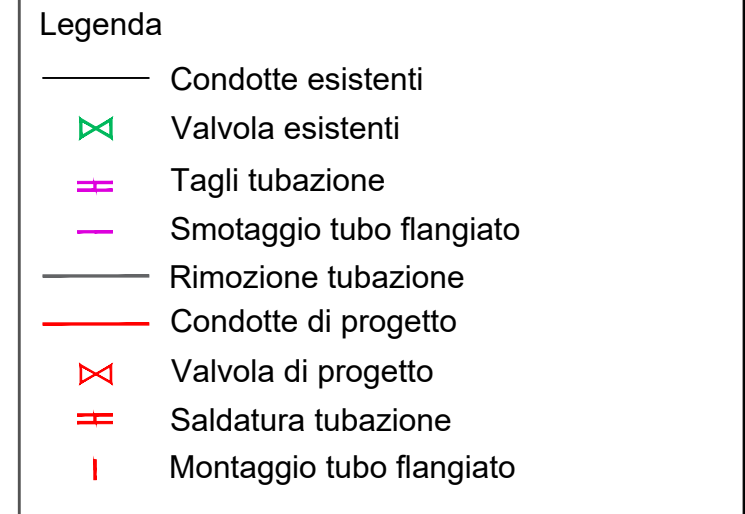 Legenda
Condotte esistenti
Valvola esistenti
Tagli tubazione
Smotaggio tubo flangiato
Rimozione tubazione
Condotte di progetto
Valvola di progetto
Saldatura tubazione
Montaggio tubo flangiato